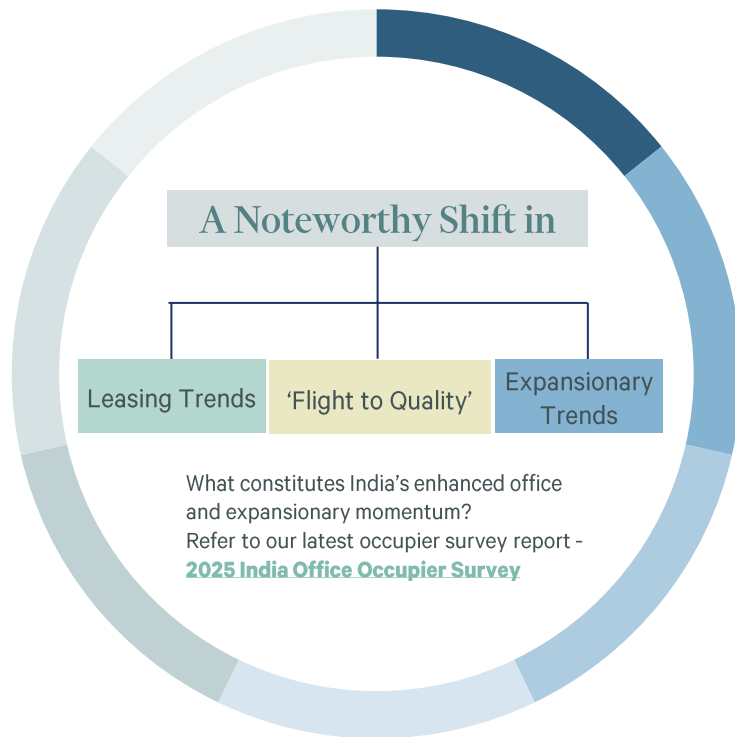 A Noteworthy Shift in
Leasing Trends
‘Flight to Quality’
Expansionary
Trends
What constitutes India’s enhanced office
and expansionary momentum?
Refer to our latest occupier survey report -
2025 India Office Occupier Survey